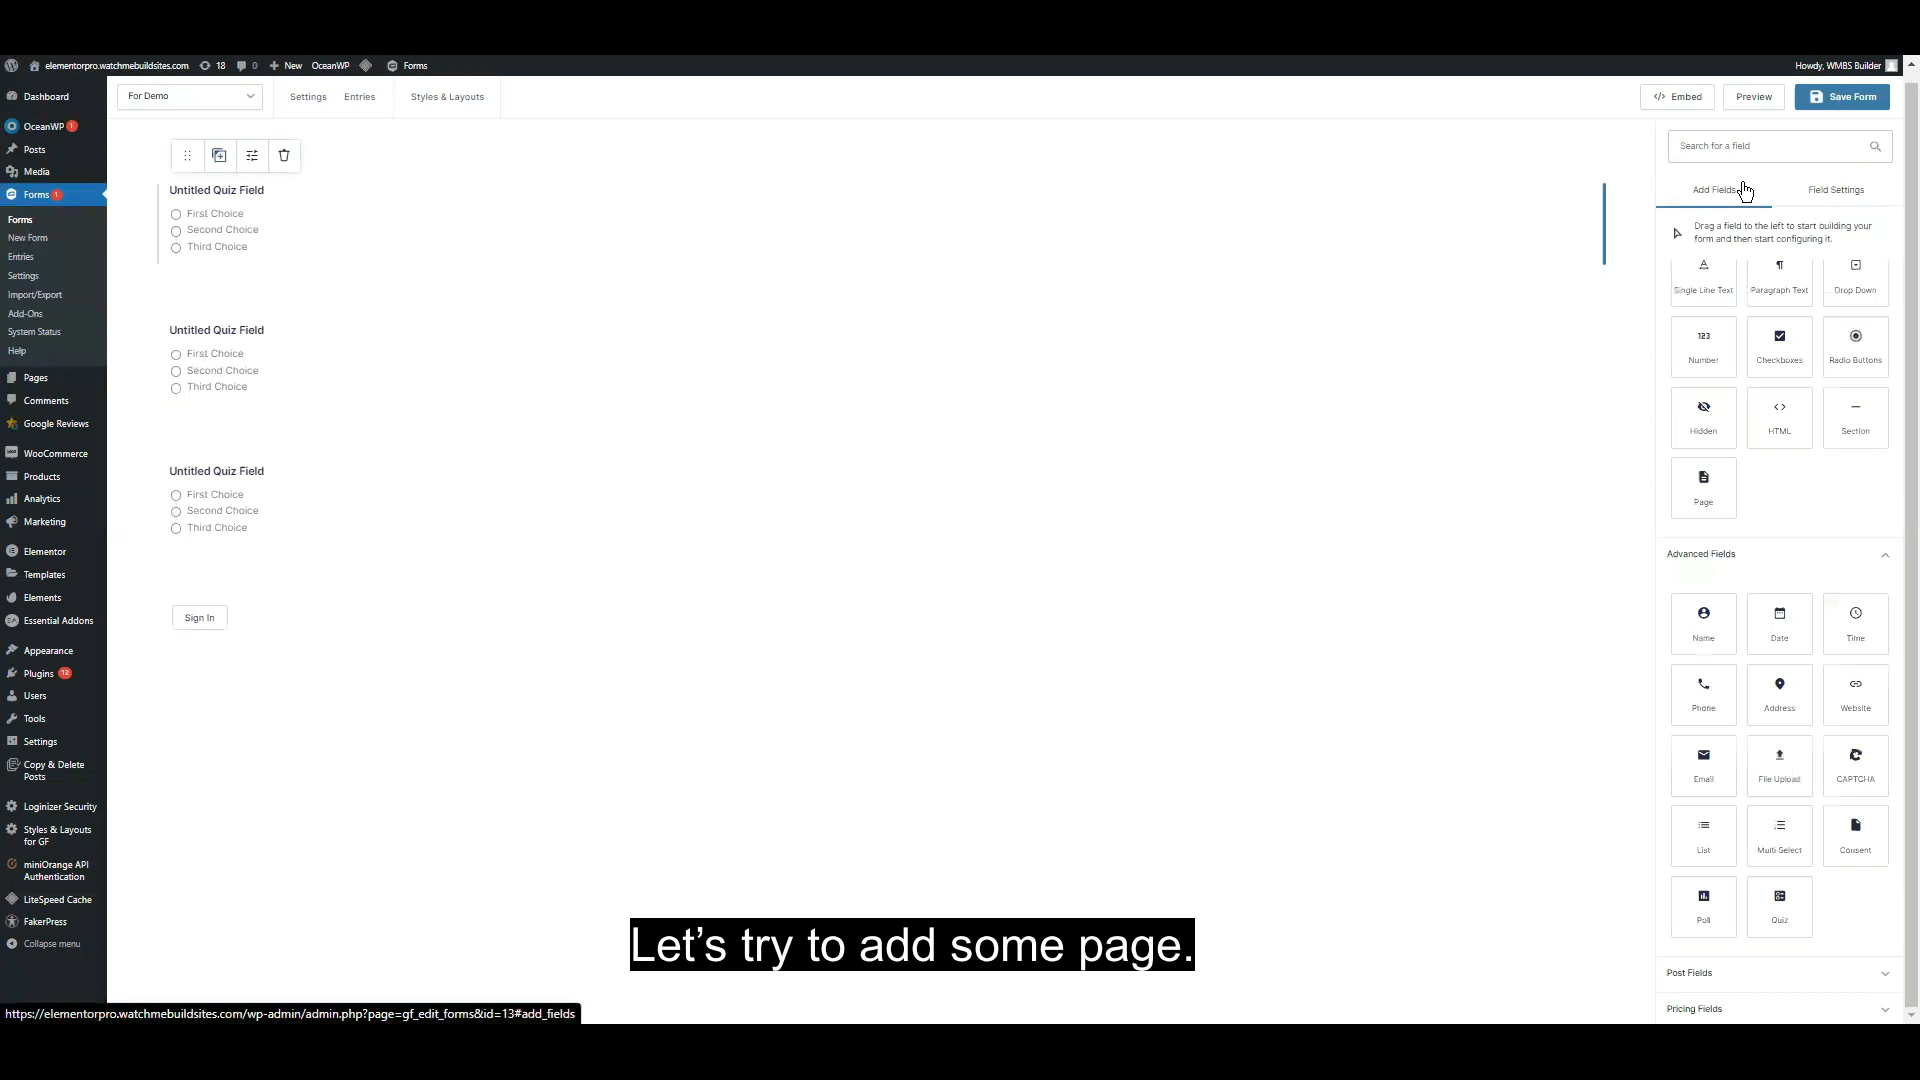 elementorpro.watchmebuildsites.com 18 0 New OceanWP Forms Howdy, WMBS Builder
Dashboard
OceanWP 1
Posts
Media
Forms 1
Forms
New Form
Entries
Settings
Import/Export
Add-Ons
System Status
Help
Pages
Comments
Google Reviews
WooCommerce
Products
Analytics
Marketing
Elementor
Templates
Elements
Essential Addons
Appearance
Plugins 12
Users
Tools
Settings
Copy & Delete
Posts
Loginizer Security
Styles & Layouts
for GF
miniOrange API
Authentication
LiteSpeed Cache
FakerPress
Collapse menu
For Demo Settings Entries Styles & Layouts Embed Preview Save Form
Untitled Quiz Field
First Choice
Second Choice
Third Choice
Untitled Quiz Field
First Choice
Second Choice
Third Choice
Untitled Quiz Field
First Choice
Second Choice
Third Choice
Sign In
Search for a field
Add Fields Field Settings
Drag a field to the left to start building your
form and then start configuring it.
Single Line Text Paragraph Text Drop Down
123
Number Checkboxes Radio Buttons
Hidden HTML Section
Page
Advanced Fields
Name Date Time
Phone Address Website
Email File Upload CAPTCHA
List Multi Select Consent
Poll Quiz
Post Fields
Pricing Fields
Let's try to add some page.
https://elementorpro.watchmebuildsites.com/wp-admin/admin.php?page=gf_edit_forms&id=13#add_fields